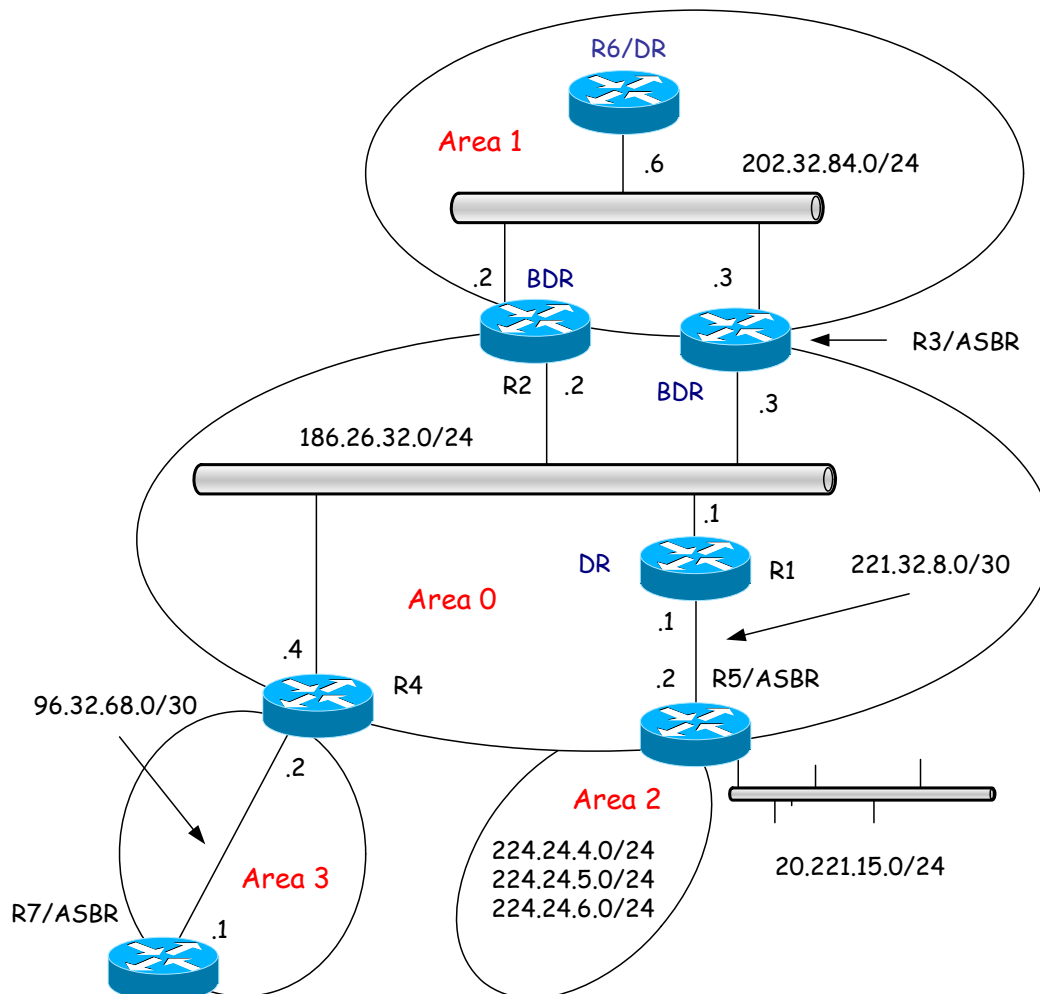 R6/DR
Area 1
.6
202.32.84.0/24
.2
BDR
.3
R3/ASBR
R2
.2
BDR
.3
186.26.32.0/24
.1
DR
R1
221.32.8.0/30
Area 0
.1
.4
R4
.2
R5/ASBR
96.32.68.0/30
.2
Area 2
224.24.4.0/24
224.24.5.0/24
224.24.6.0/24
20.221.15.0/24
Area 3
R7/ASBR
.1